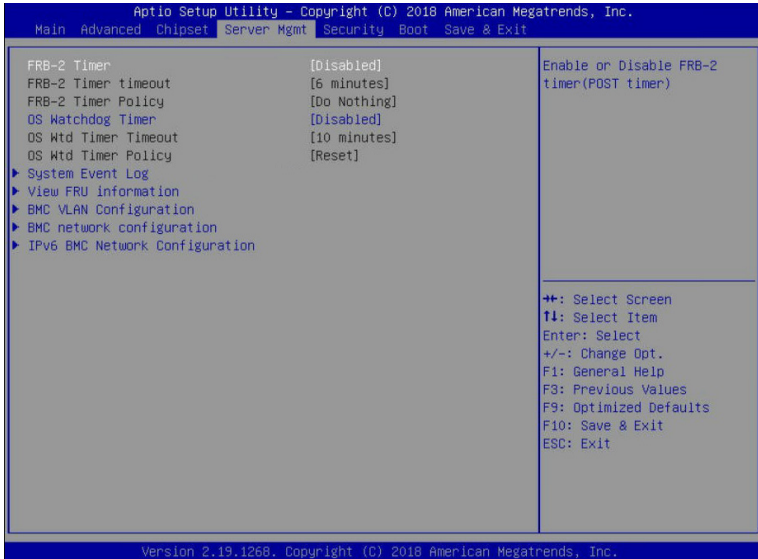 Aptio Setup Utility – Copyright (C) 2018 American Megatrends, Inc.
Main Advanced Chipset Server Mgmt Security Boot Save & Exit
FRB-2 Timer [Disabled]
FRB-2 Timer timeout [6 minutes]
FRB-2 Timer Policy [Do Nothing]
OS Watchdog Timer [Disabled]
OS Wtd Timer Timeout [10 minutes]
OS Wtd Timer Policy [Reset]
System Event Log
View FRU information
BMC VLAN Configuration
BMC network configuration
IPv6 BMC Network Configuration
Enable or Disable FRB-2
timer(POST timer)
→←: Select Screen
↑↓: Select Item
Enter: Select
+/-: Change Opt.
F1: General Help
F3: Previous Values
F9: Optimized Defaults
F10: Save & Exit
ESC: Exit
Version 2.19.1268. Copyright (C) 2018 American Megatrends, Inc.